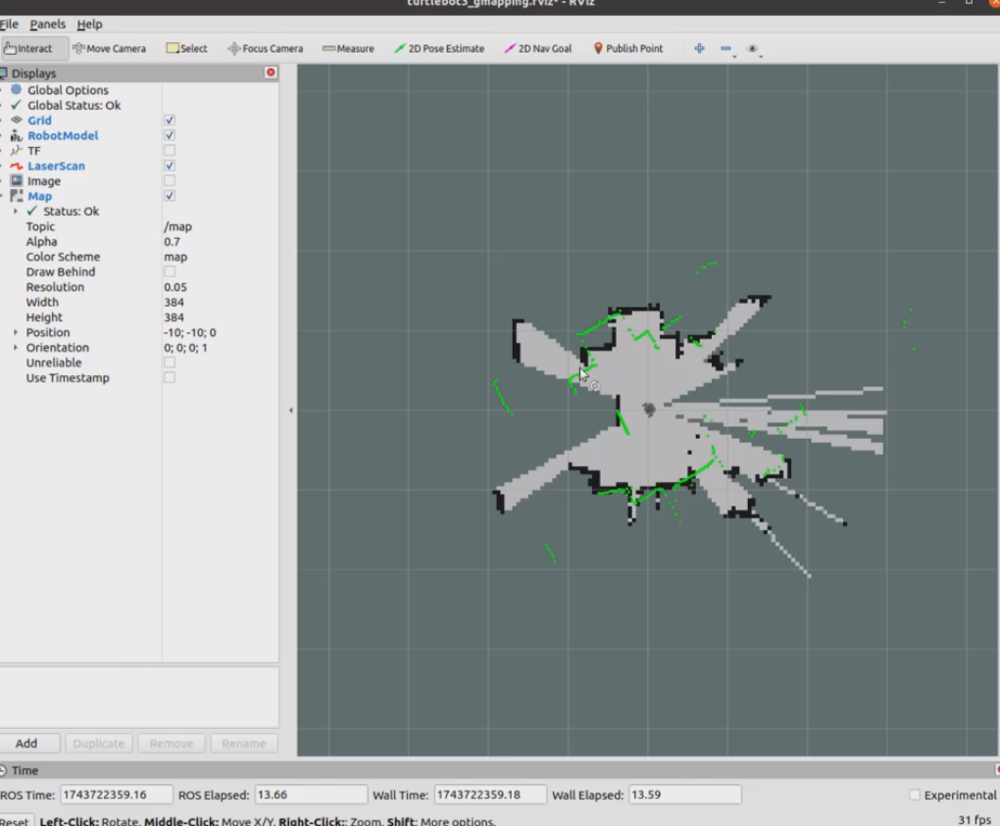 turtlebot3_gmapping.rviz* - RViz
File Panels Help
Interact Move Camera Select Focus Camera Measure 2D Pose Estimate 2D Nav Goal Publish Point
Displays
Global Options
Global Status: Ok
Grid
RobotModel
TF
LaserScan
Image
Map
Status: Ok
Topic /map
Alpha 0.7
Color Scheme map
Draw Behind
Resolution 0.05
Width 384
Height 384
Position -10; -10; 0
Orientation 0; 0; 0; 1
Unreliable
Use Timestamp
Add Duplicate Remove Rename
Time
ROS Time: 1743722359.16 ROS Elapsed: 13.66 Wall Time: 1743722359.18 Wall Elapsed: 13.59 Experimental
Reset Left-Click: Rotate. Middle-Click: Move X/Y. Right-Click:: Zoom. Shift: More options. 31 fps